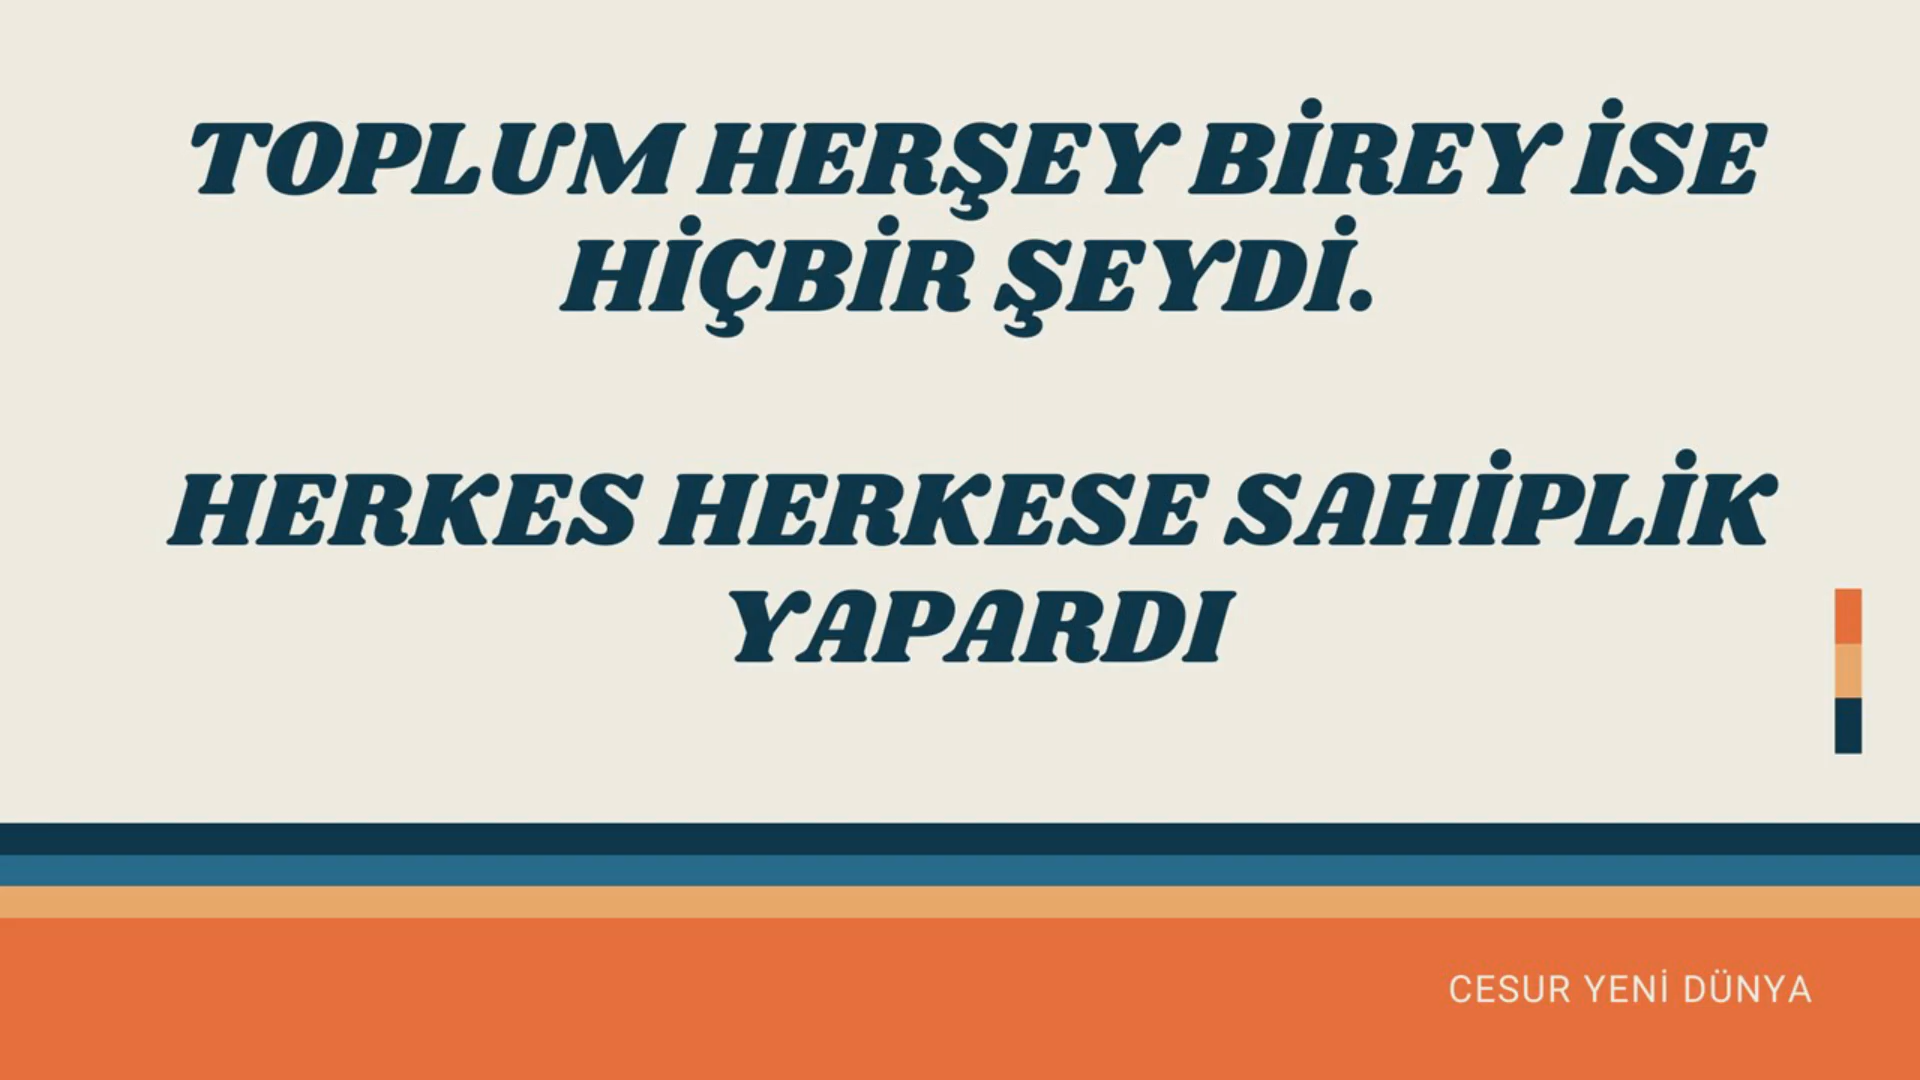 TOPLUM HERŞEY BİREY İSE
HİÇBİR ŞEYDİ.
HERKES HERKESE SAHİPLİK
YAPARDI
CESUR YENİ DÜNYA